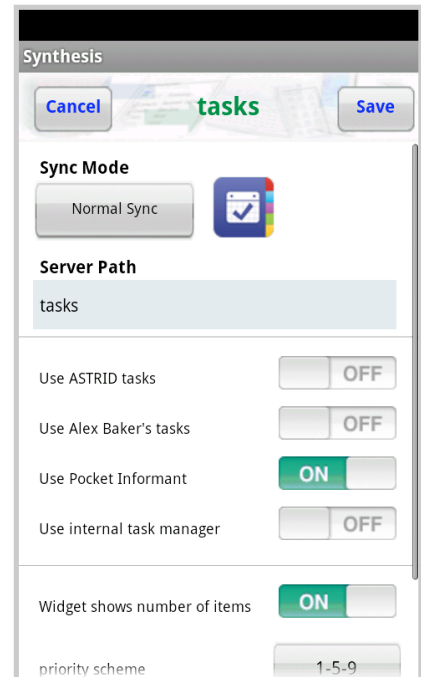 Synthesis
Cancel tasks Save
Sync Mode
Normal Sync
Server Path
tasks
Use ASTRID tasks OFF
Use Alex Baker's tasks OFF
Use Pocket Informant ON
Use internal task manager OFF
Widget shows number of items ON
priority scheme 1-5-9